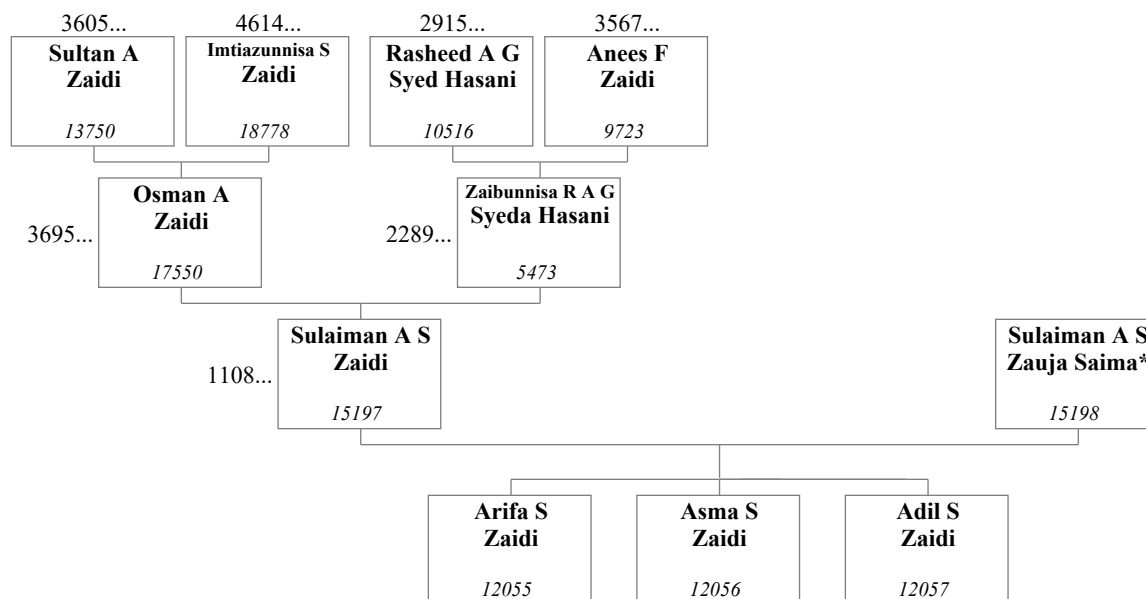 3605... 4614... 2915... 3567...
Sultan A
Zaidi
13750
Imtiazunnisa S
Zaidi
18778
Rasheed A G
Syed Hasani
10516
Anees F
Zaidi
9723
3695...
Osman A
Zaidi
17550
2289...
Zaibunnisa R A G
Syeda Hasani
5473
1108...
Sulaiman A S
Zaidi
15197
Sulaiman A S
Zauja Saima*
15198
Arifa S
Zaidi
12055
Asma S
Zaidi
12056
Adil S
Zaidi
12057